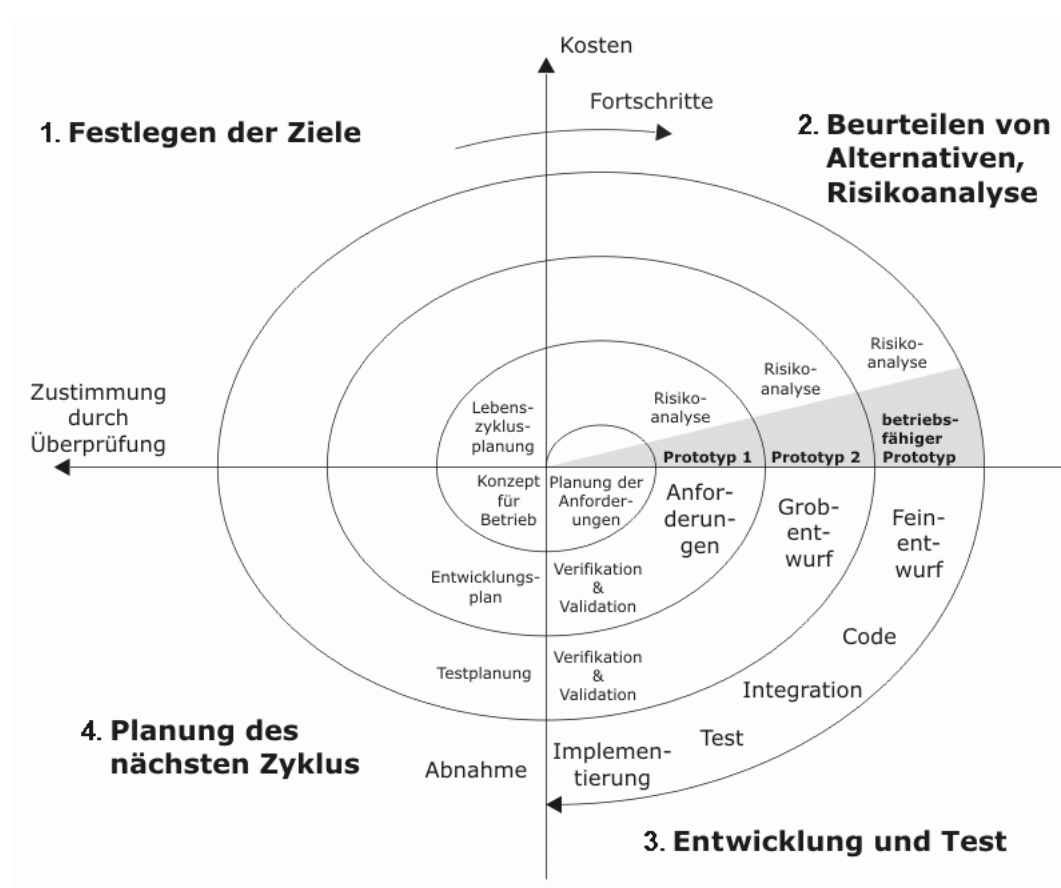 Kosten
Fortschritte
1. Festlegen der Ziele
2. Beurteilen von
Alternativen,
Risikoanalyse
Zustimmung
durch
Überprüfung
Risiko-
analyse
Risiko-
analyse
Risiko-
analyse
Lebens-
zyklus-
planung
betriebs-
fähiger
Prototyp
Prototyp 1
Prototyp 2
Konzept
für
Betrieb
Planung der
Anforder-
ungen
Anfor-
derun-
gen
Grob-
ent-
wurf
Fein-
ent-
wurf
Entwicklungs-
plan
Verifikation
&
Validation
Code
Testplanung
Verifikation
&
Validation
Integration
Test
4. Planung des
nächsten Zyklus
Abnahme
Implemen-
tierung
3. Entwicklung und Test